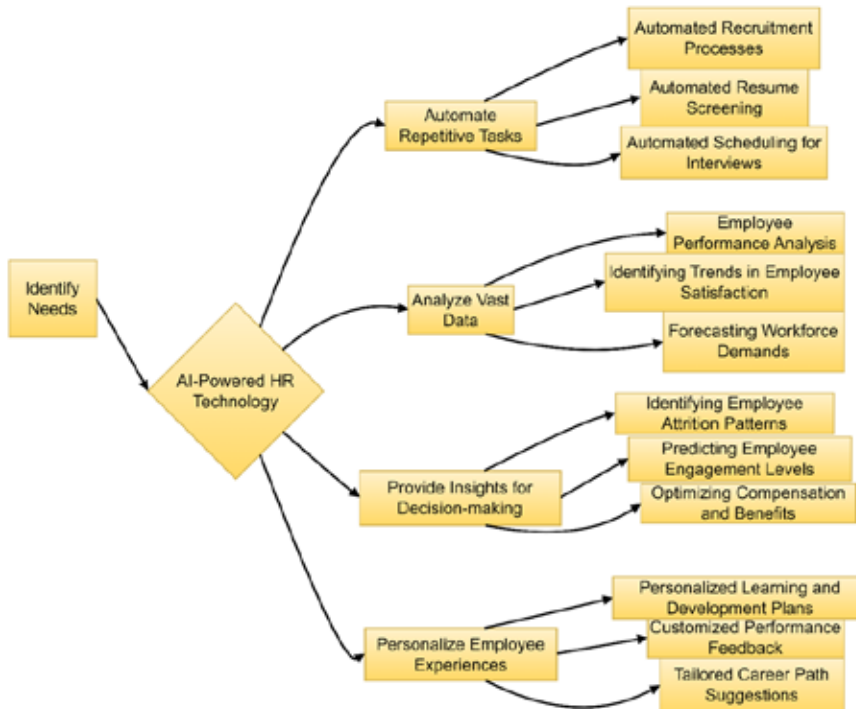 Identify
Needs
AI-Powered HR
Technology
Automate
Repetitive Tasks
Automated Recruitment
Processes
Automated Resume
Screening
Automated Scheduling for
Interviews
Analyze Vast
Data
Employee
Performance Analysis
Identifying Trends in Employee
Satisfaction
Forecasting Workforce
Demands
Provide Insights for
Decision-making
Identifying Employee
Attrition Patterns
Predicting Employee
Engagement Levels
Optimizing Compensation
and Benefits
Personalize Employee
Experiences
Personalized Learning and
Development Plans
Customized Performance
Feedback
Tailored Career Path
Suggestions